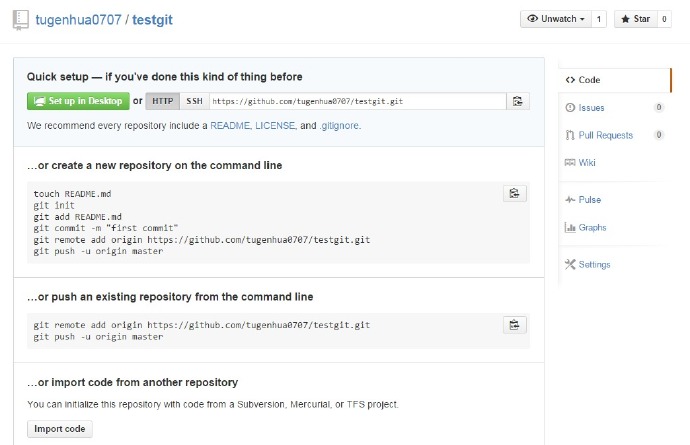 tugenhua0707 / testgit
Unwatch 1
Star 0
Quick setup — if you've done this kind of thing before
Set up in Desktop or HTTP SSH https://github.com/tugenhua0707/testgit.git
We recommend every repository include a README, LICENSE, and .gitignore.
…or create a new repository on the command line
touch README.md
git init
git add README.md
git commit -m "first commit"
git remote add origin https://github.com/tugenhua0707/testgit.git
git push -u origin master
…or push an existing repository from the command line
git remote add origin https://github.com/tugenhua0707/testgit.git
git push -u origin master
…or import code from another repository
You can initialize this repository with code from a Subversion, Mercurial, or TFS project.
Import code
<> Code
Issues 0
Pull Requests 0
Wiki
Pulse
Graphs
Settings